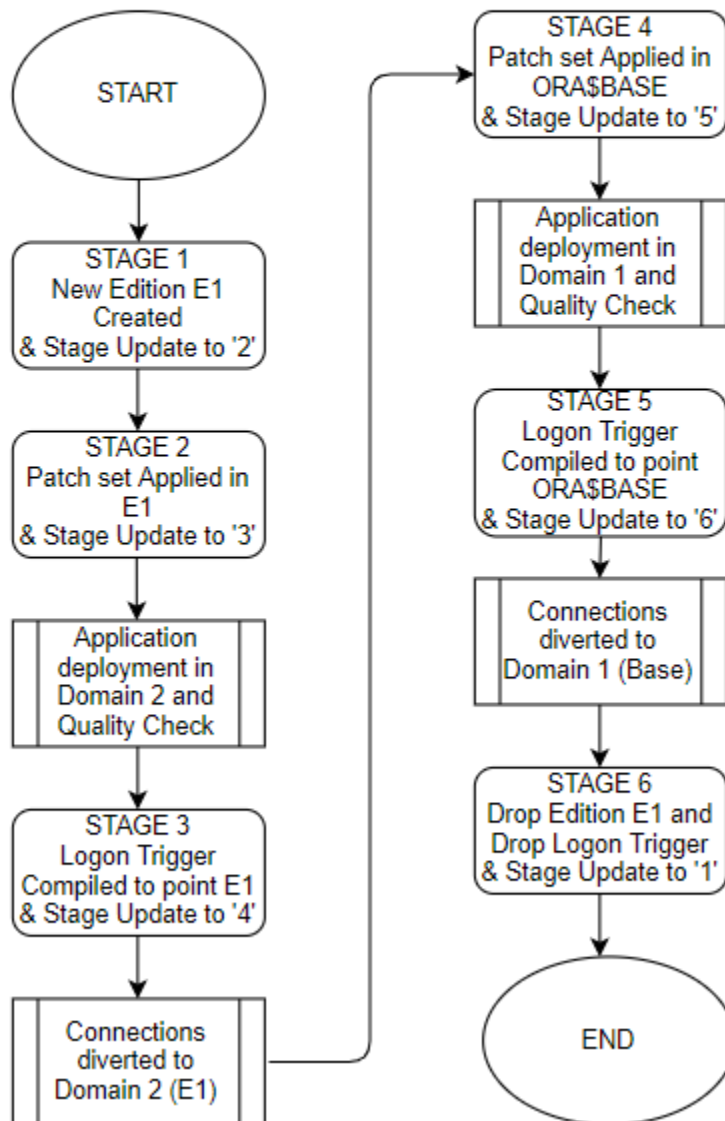 START
STAGE 1
New Edition E1
Created
& Stage Update to '2'
STAGE 2
Patch set Applied in
E1
& Stage Update to '3'
Application
deployment in
Domain 2 and
Quality Check
STAGE 3
Logon Trigger
Compiled to point E1
& Stage Update to '4'
Connections
diverted to
Domain 2 (E1)
STAGE 4
Patch set Applied in
ORA$BASE
& Stage Update to '5'
Application
deployment in
Domain 1 and
Quality Check
STAGE 5
Logon Trigger
Compiled to point
ORA$BASE
& Stage Update to '6'
Connections
diverted to
Domain 1 (Base)
STAGE 6
Drop Edition E1 and
Drop Logon Trigger
& Stage Update to '1'
END